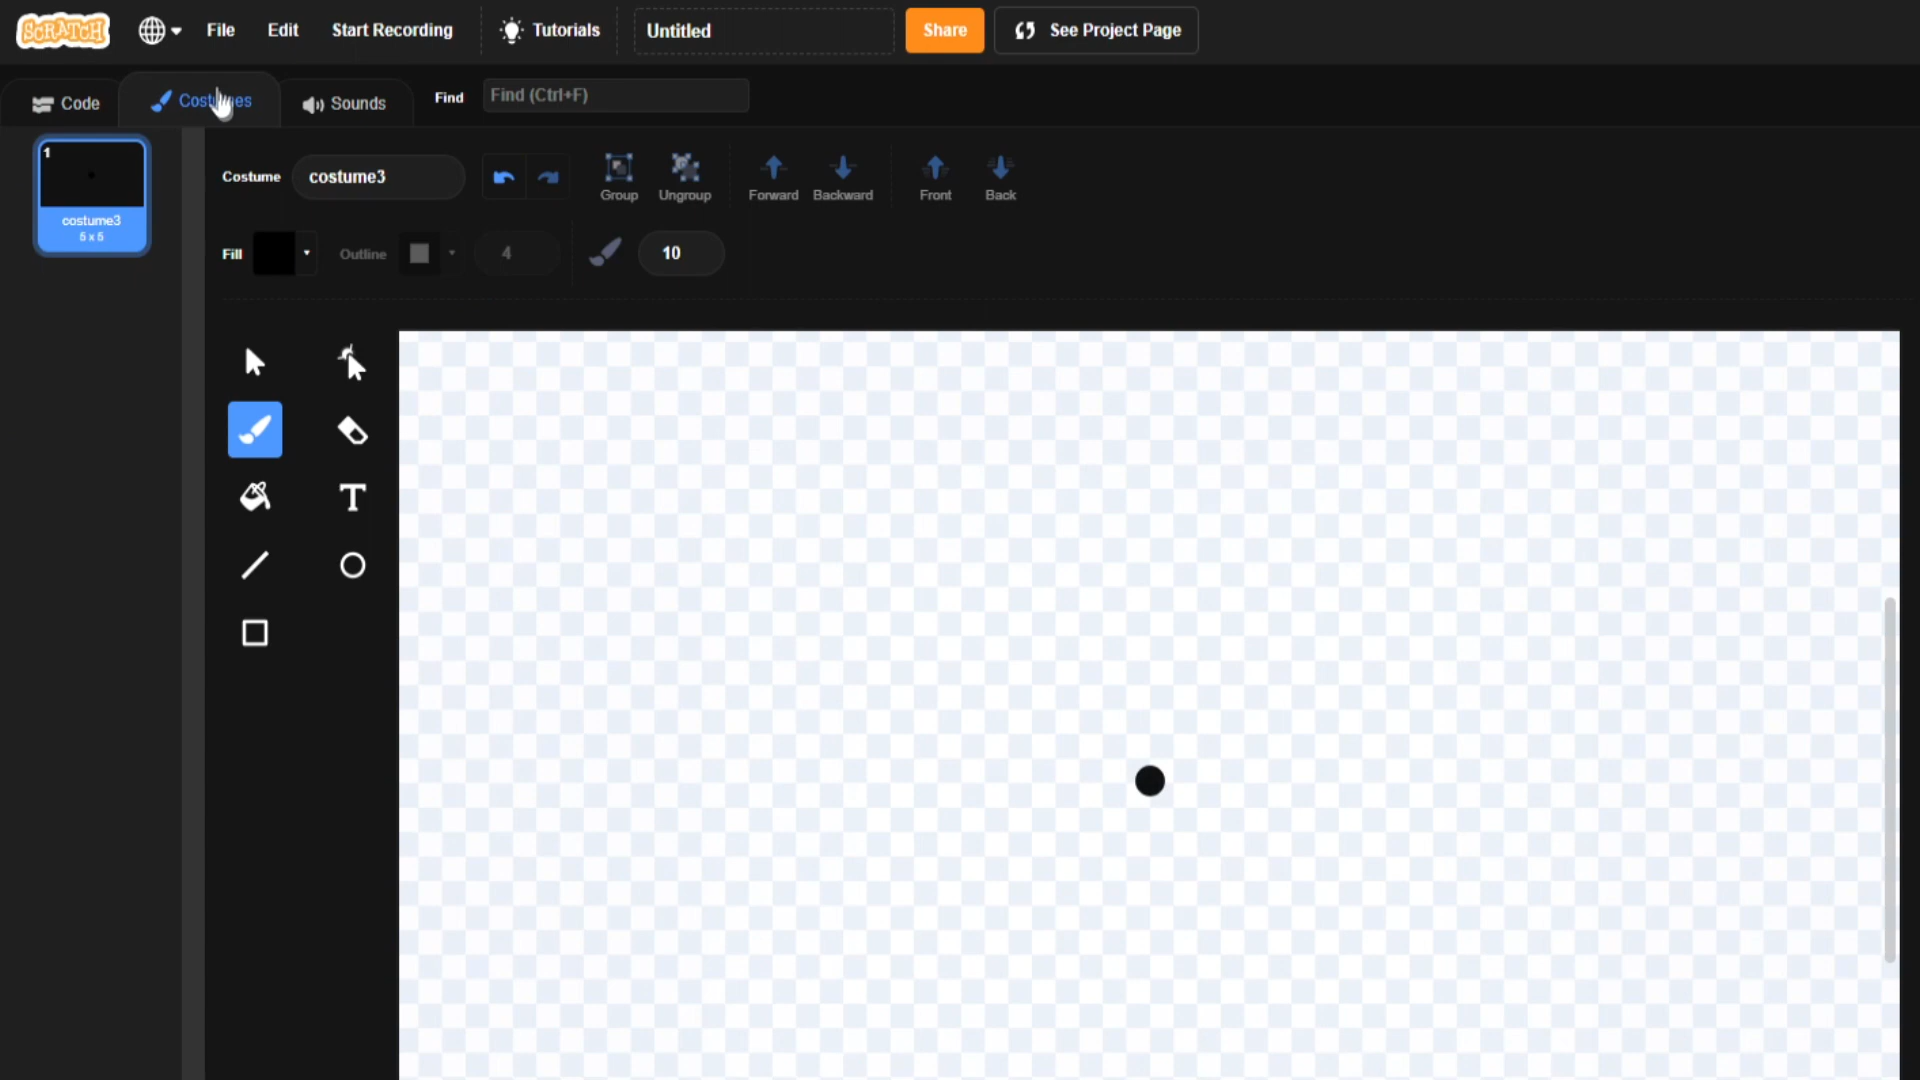 SCRATCH File Edit Start Recording Tutorials Untitled Share See Project Page
Code Costumes Sounds Find Find (Ctrl+F)
1
costume3
5 x 5
Costume costume3 Group Ungroup Forward Backward Front Back
Fill Outline 4 10
T